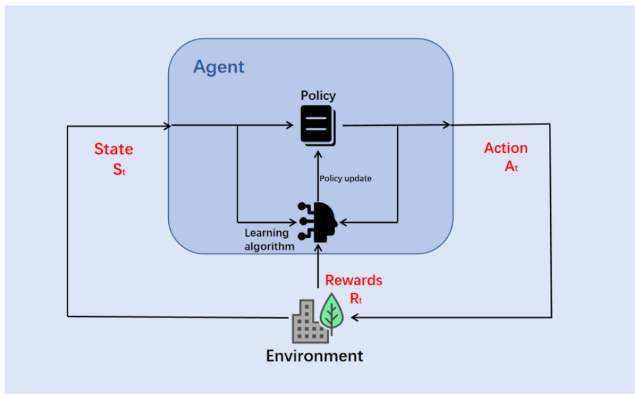 Agent
Policy
State
Sₜ
Action
Aₜ
Policy update
Learning
algorithm
Rewards
Rₜ
Environment